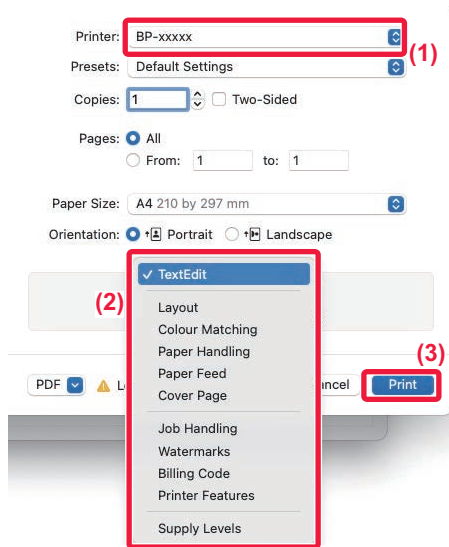 Printer: BP-xxxxx
(1)
Presets: Default Settings
Copies: 1 Two-Sided
Pages: All
From: 1 to: 1
Paper Size: A4 210 by 297 mm
Orientation: Portrait Landscape
✓ TextEdit
(2)
Layout
Colour Matching
Paper Handling
(3)
Paper Feed
PDF ncel Print
Cover Page
Job Handling
Watermarks
Billing Code
Printer Features
Supply Levels